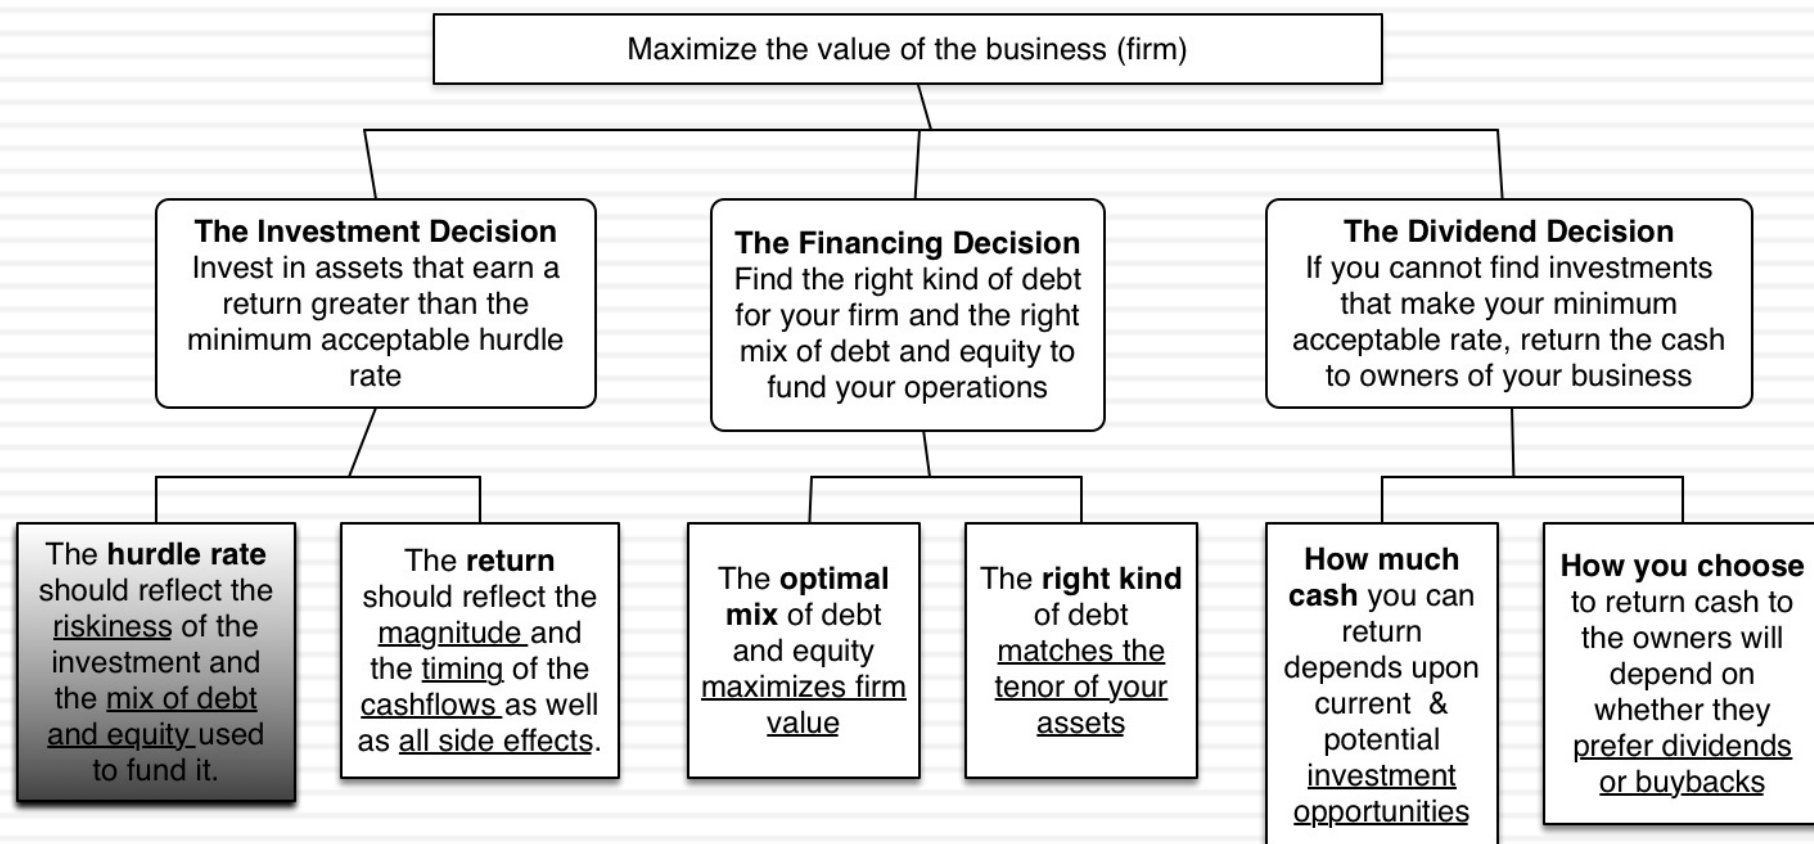 Maximize the value of the business (firm)
The Investment Decision
Invest in assets that earn a
return greater than the
minimum acceptable hurdle
rate
The Financing Decision
Find the right kind of debt
for your firm and the right
mix of debt and equity to
fund your operations
The Dividend Decision
If you cannot find investments
that make your minimum
acceptable rate, return the cash
to owners of your business
The hurdle rate
should reflect the
riskiness of the
investment and
the mix of debt
and equity used
to fund it.
The return
should reflect the
magnitude and
the timing of the
cashflows as well
as all side effects.
The optimal
mix of debt
and equity
maximizes firm
value
The right kind
of debt
matches the
tenor of your
assets
How much
cash you can
return
depends upon
current &
potential
investment
opportunities
How you choose
to return cash to
the owners will
depend on
whether they
prefer dividends
or buybacks